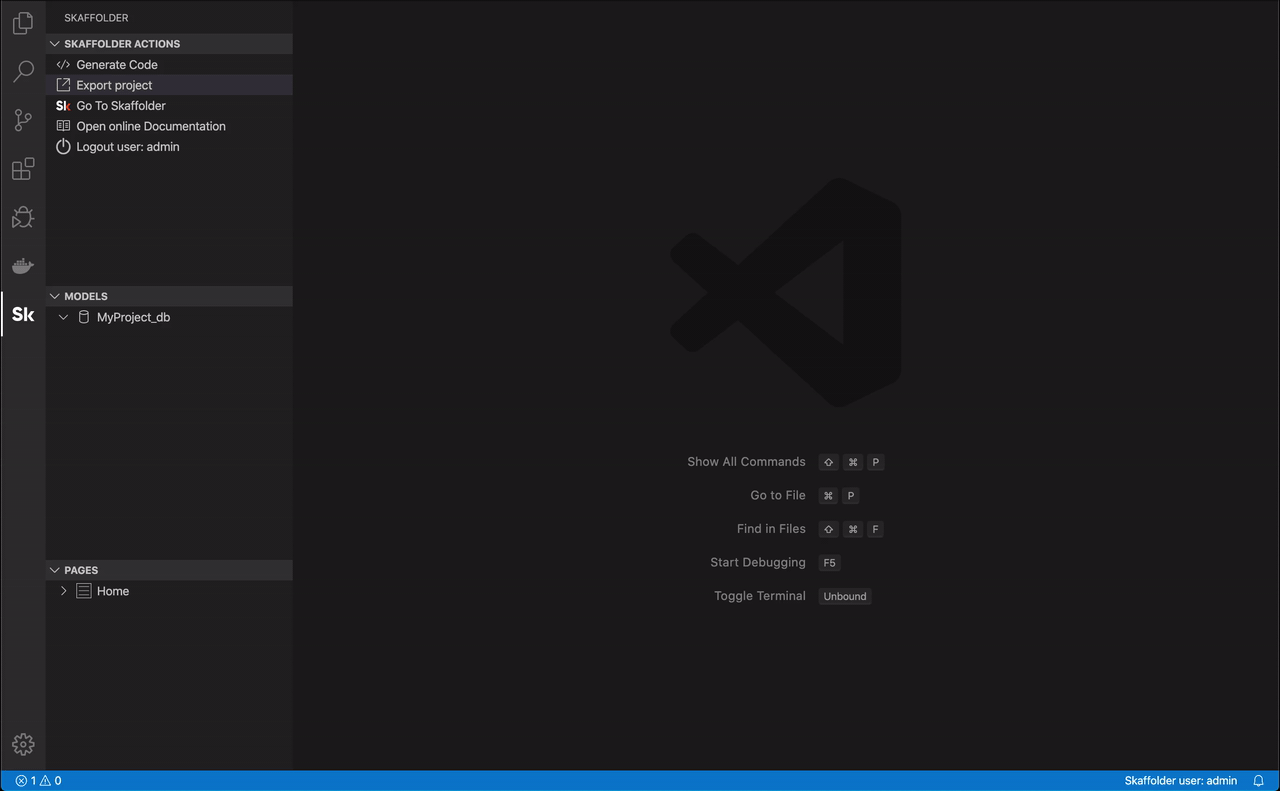 SKAFFOLDER
SKAFFOLDER ACTIONS
Generate Code
Export project
Sk Go To Skaffolder
Open online Documentation
Logout user: admin
MODELS
Sk
MyProject_db
PAGES
Home
Show All Commands ⇧ ⌘ P
Go to File ⌘ P
Find in Files ⇧ ⌘ F
Start Debugging F5
Toggle Terminal Unbound
1 0
Skaffolder user: admin